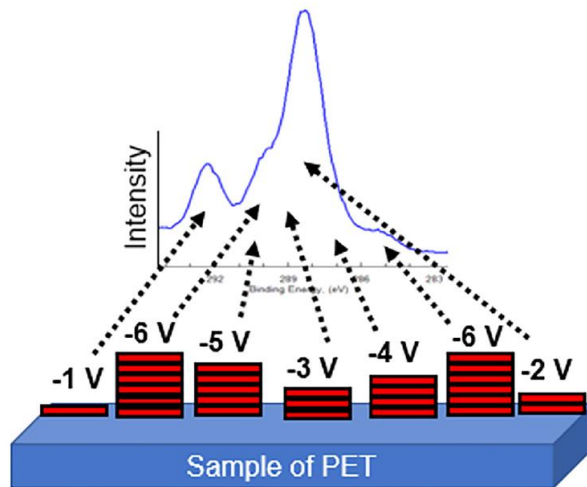 Intensity
292 289 286 283
Binding Energy, (eV)
-6 V -6 V
-5 V
-4 V
-1 V -3 V -2 V
Sample of PET